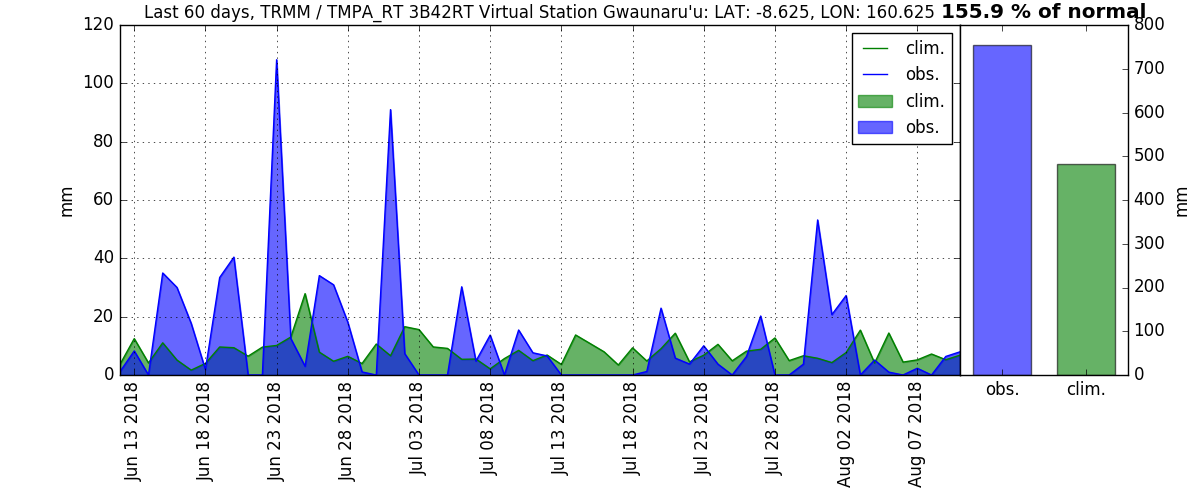 Last 60 days, TRMM / TMPA_RT 3B42RT Virtual Station Gwaunaru'u: LAT: -8.625, LON: 160.625 155.9 % of normal
120
100
80
60
40
20
0
mm
clim.
obs.
clim.
obs.
Jun 13 2018
Jun 18 2018
Jun 23 2018
Jun 28 2018
Jul 03 2018
Jul 08 2018
Jul 13 2018
Jul 18 2018
Jul 23 2018
Jul 28 2018
Aug 02 2018
Aug 07 2018
800
700
600
500
400
300
200
100
0
mm
obs.
clim.